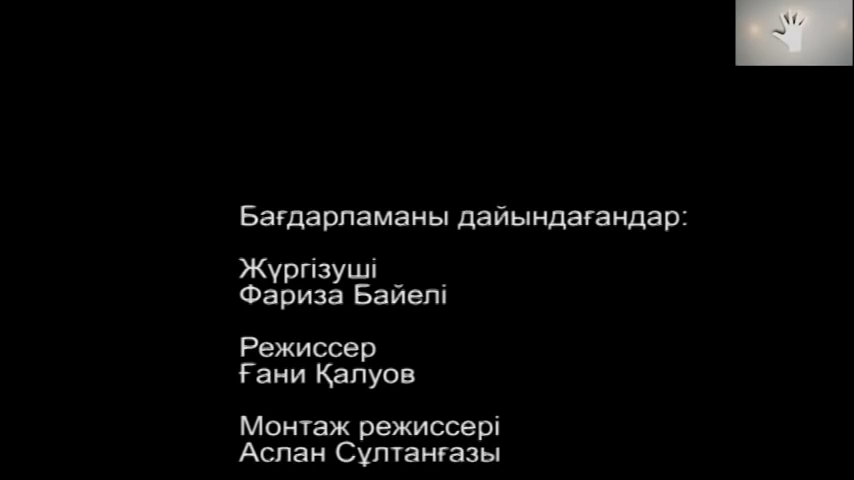 Бағдарламаны дайындағандар:
Жүргізуші
Фариза Байелі
Режиссер
Ғани Қалуов
Монтаж режиссері
Аслан Сұлтанғазы